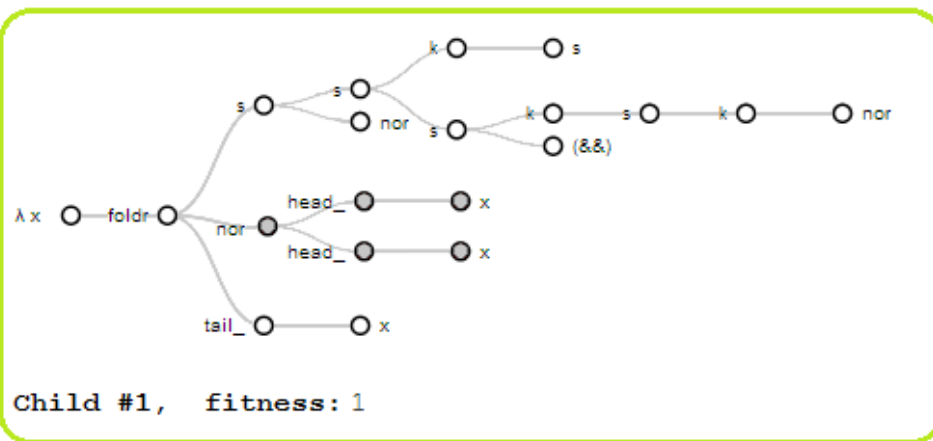 k s
s
s k s k nor
nor s
(&&)
head_ x
λ x foldr nor
head_ x
tail_ x
Child #1, fitness: 1